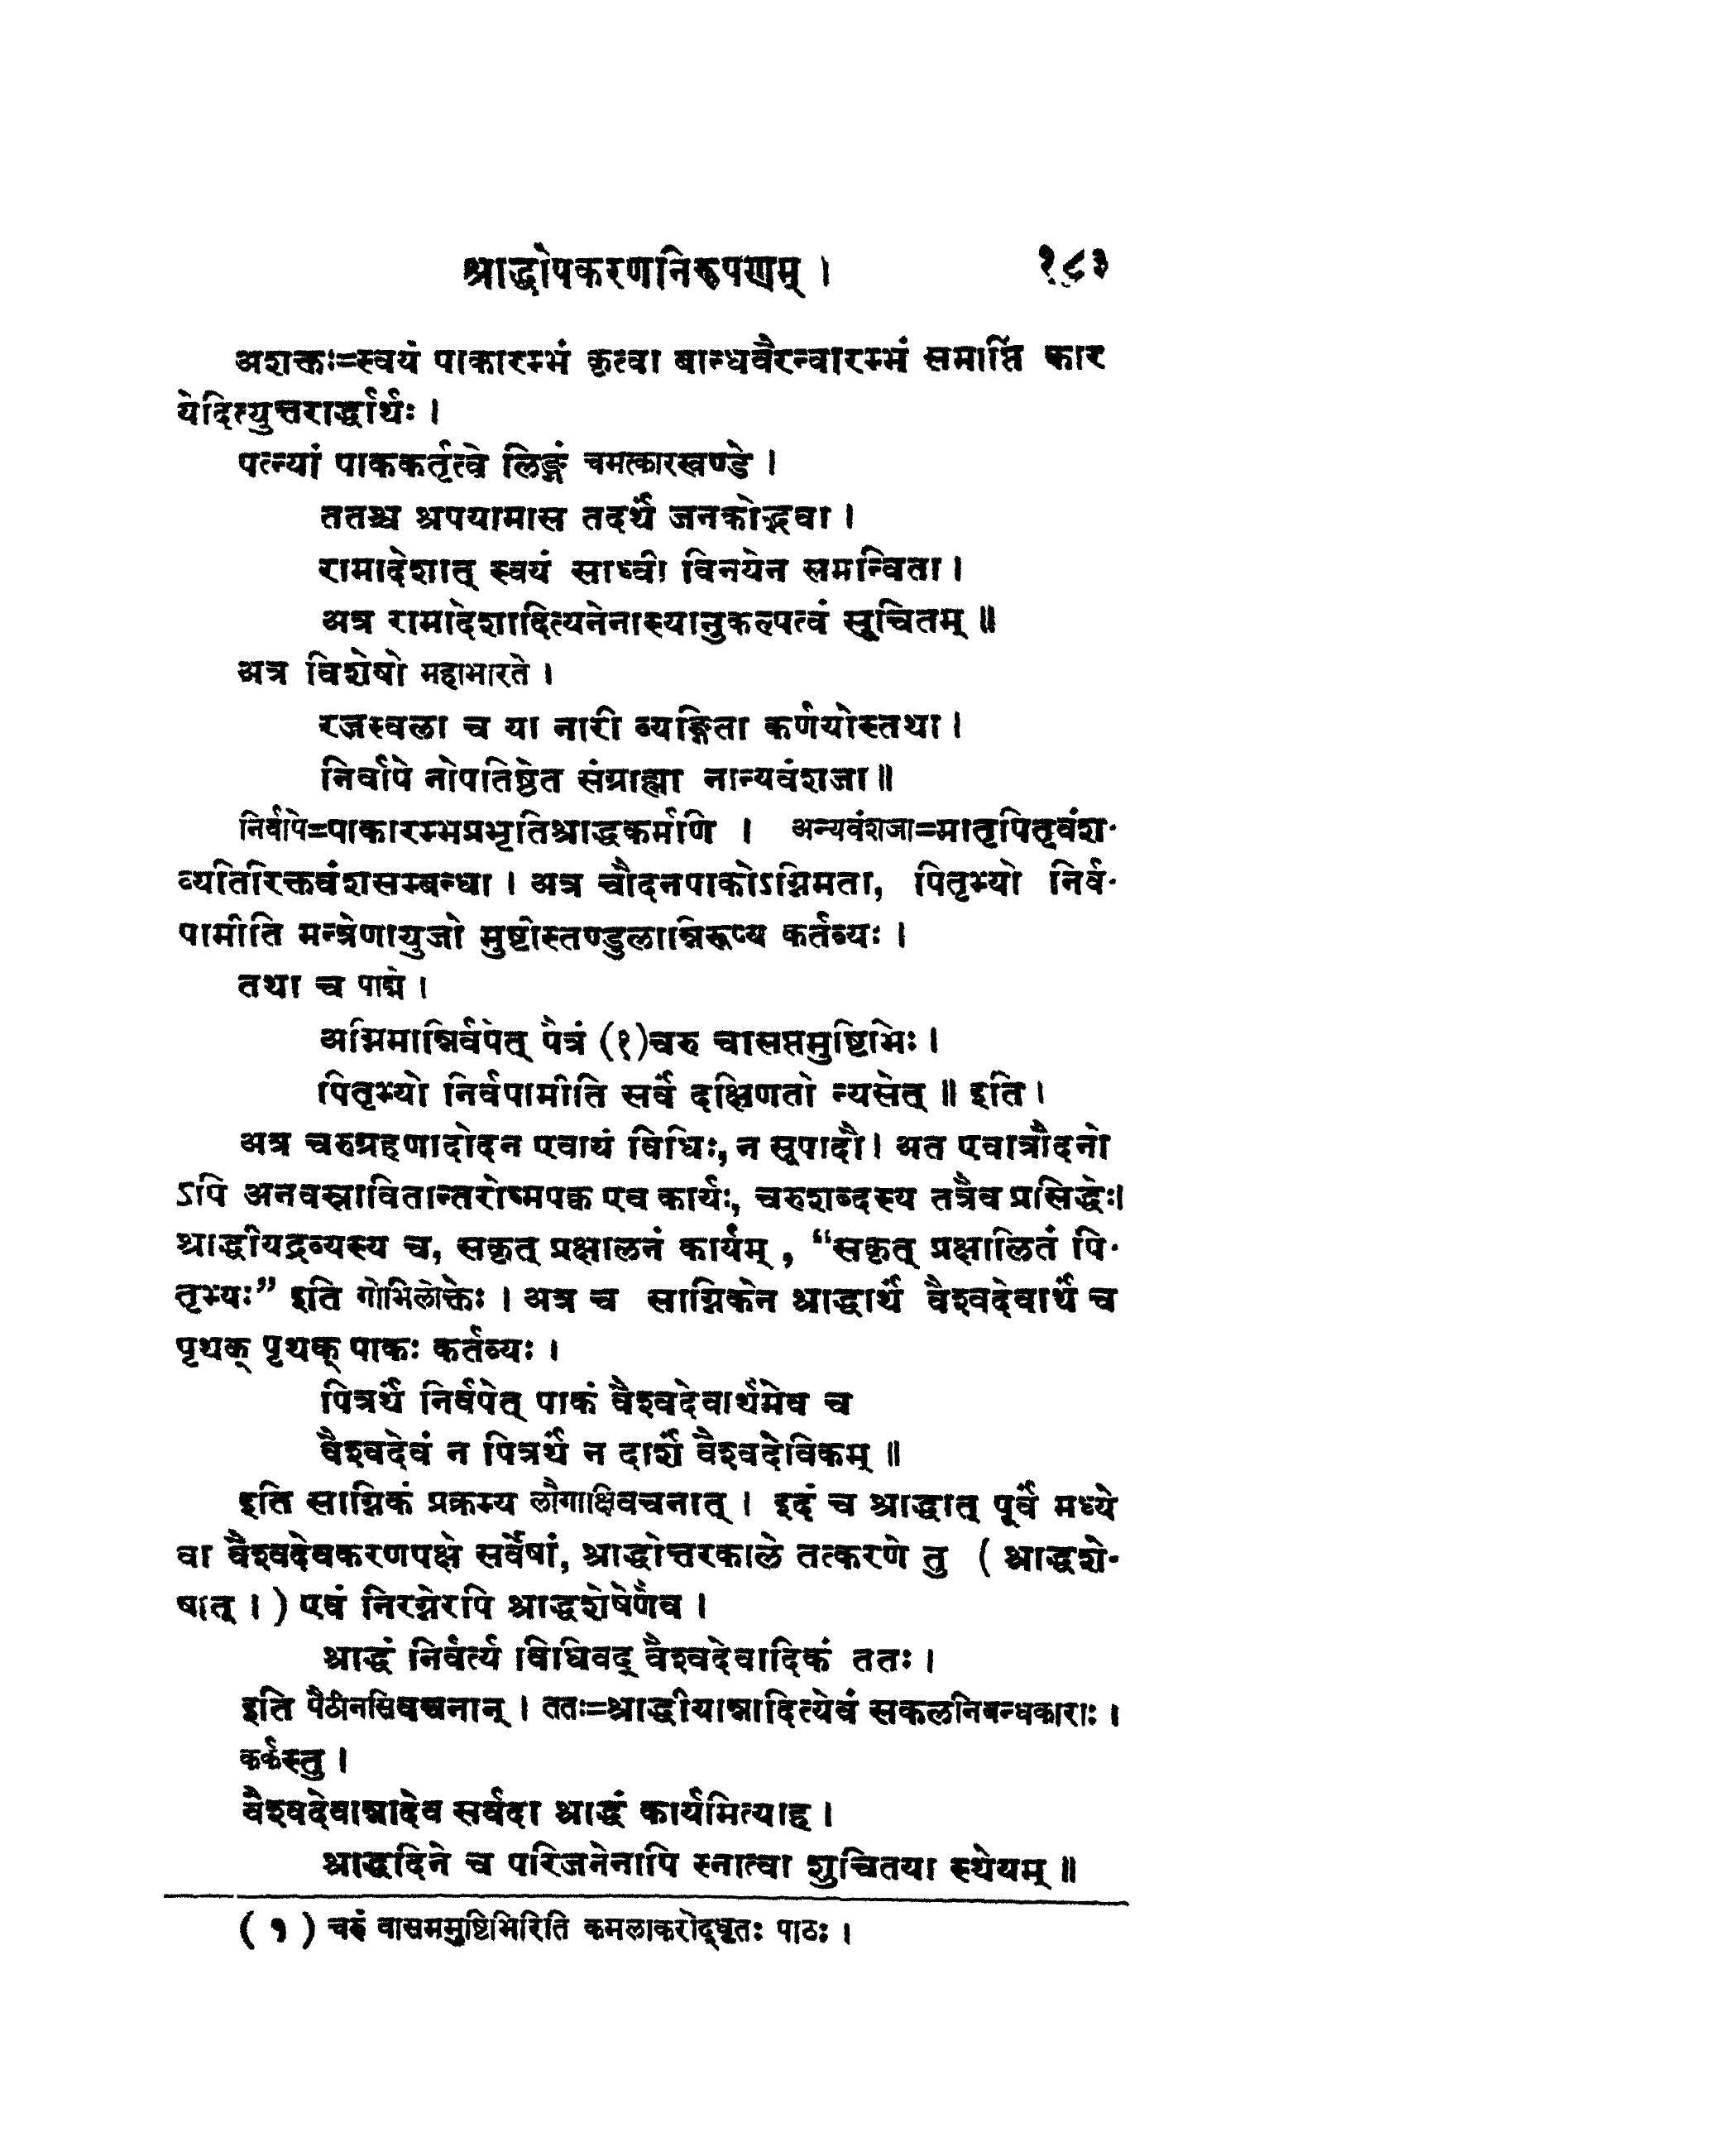 श्राद्धोपकरणनिरूपणम् । १८३
अशक्तः=स्वयं पाकारम्भं कृत्वा बान्धवैरन्वारम्भं समाप्तिं कार
येदित्युत्तरार्द्धार्थः ।
पत्न्यां पाककर्तृत्वे लिङ्गं चमत्कारखण्डे ।
ततश्च श्रपयामास तदर्थं जनकोद्भवा ।
रामादेशात् स्वयं साध्वी विनयेन समन्विता ।
अत्र रामादेशादित्यनेनास्यानुकल्पत्वं सूचितम् ॥
अत्र विशेषो महाभारते ।
रजस्वला च या नारी व्यङ्गिता कर्णयोस्तथा ।
निर्वापे नोपतिष्ठेत संग्राह्या नान्यवंशजा ॥
निर्वापे=पाकारम्भप्रभृतिश्राद्धकर्मणि । अन्यवंशजा=मातृपितृवंश-
व्यतिरिक्तवंशसम्बन्धा । अत्र चौदनपाकोऽग्निमता, पितृभ्यो निर्व-
पामीति मन्त्रेणायुजो मुष्टींस्तण्डुलान्निरूप्य कर्तव्यः ।
तथा च पाद्मे ।
अग्निमान्निर्वपेत् पैत्रं (१)चरु चासप्तमुष्टिभिः ।
पितृभ्यो निर्वपामीति सर्वं दक्षिणतो न्यसेत् ॥ इति ।
अत्र चरुग्रहणादोदन एवायं विधिः, न सूपादौ। अत एवात्रौदनो
ऽपि अनवस्रावितान्तरोष्मपक्व एव कार्यः, चरुशब्दस्य तत्रैव प्रसिद्धेः।
श्राद्धीयद्रव्यस्य च, सकृत् प्रक्षालनं कार्यम् , “सकृत् प्रक्षालितं पि-
तृभ्यः” इति गोभिलोक्तेः । अत्र च साग्निकेन श्राद्धार्थं वैश्वदेवार्थं च
पृथक् पृथक् पाकः कर्तव्यः ।
पित्रर्थं निर्वपेत् पाकं वैश्वदेवार्थमेव च
वैश्वदेवं न पित्रर्थं न दार्शं वैश्वदेविकम् ॥
इति साग्निकं प्रक्रम्य लौगाक्षिवचनात् । इदं च श्राद्धात् पूर्वं मध्ये
वा वैश्वदेवकरणपक्षे सर्वेषां, श्राद्धोत्तरकाले तत्करणे तु ( श्राद्धशे-
षात् । ) एवं निरग्नेरपि श्राद्धशेषेणैव ।
श्राद्धं निर्वर्त्य विधिवद् वैश्वदेवादिकं ततः ।
इति पैठीनसिवचनान् । ततः=श्राद्धीयान्नादित्येवं सकलनिबन्धकाराः ।
कर्कस्तु ।
वैश्वदेवान्नादेव सर्वदा श्राद्धं कार्यमित्याह ।
श्राद्धदिने च परिजनेनापि स्नात्वा शुचितया स्थेयम् ॥
( १ ) चरुं वासममुष्टिभिरिति कमलाकरोद्धृतः पाठः ।